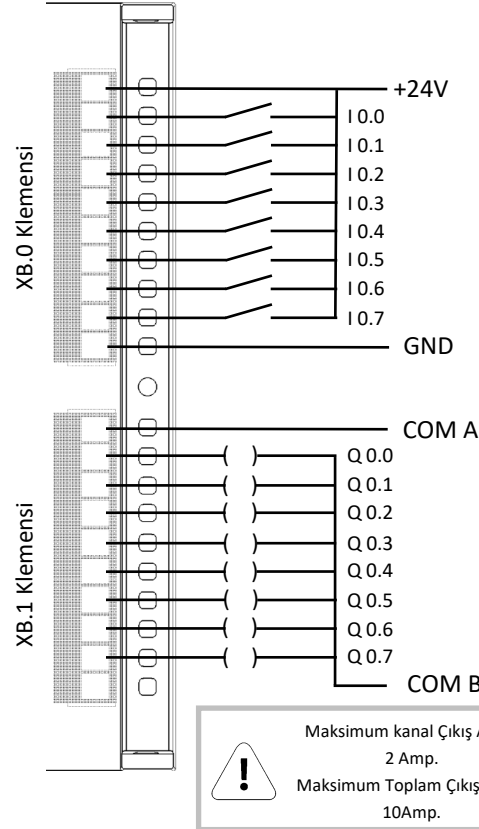 XB.0 Klemensi
+24V
I 0.0
I 0.1
I 0.2
I 0.3
I 0.4
I 0.5
I 0.6
I 0.7
GND
XB.1 Klemensi
COM A
Q 0.0
Q 0.1
Q 0.2
Q 0.3
Q 0.4
Q 0.5
Q 0.6
Q 0.7
COM B
Maksimum kanal Çıkış
2 Amp.
Maksimum Toplam Çıkış
10Amp.